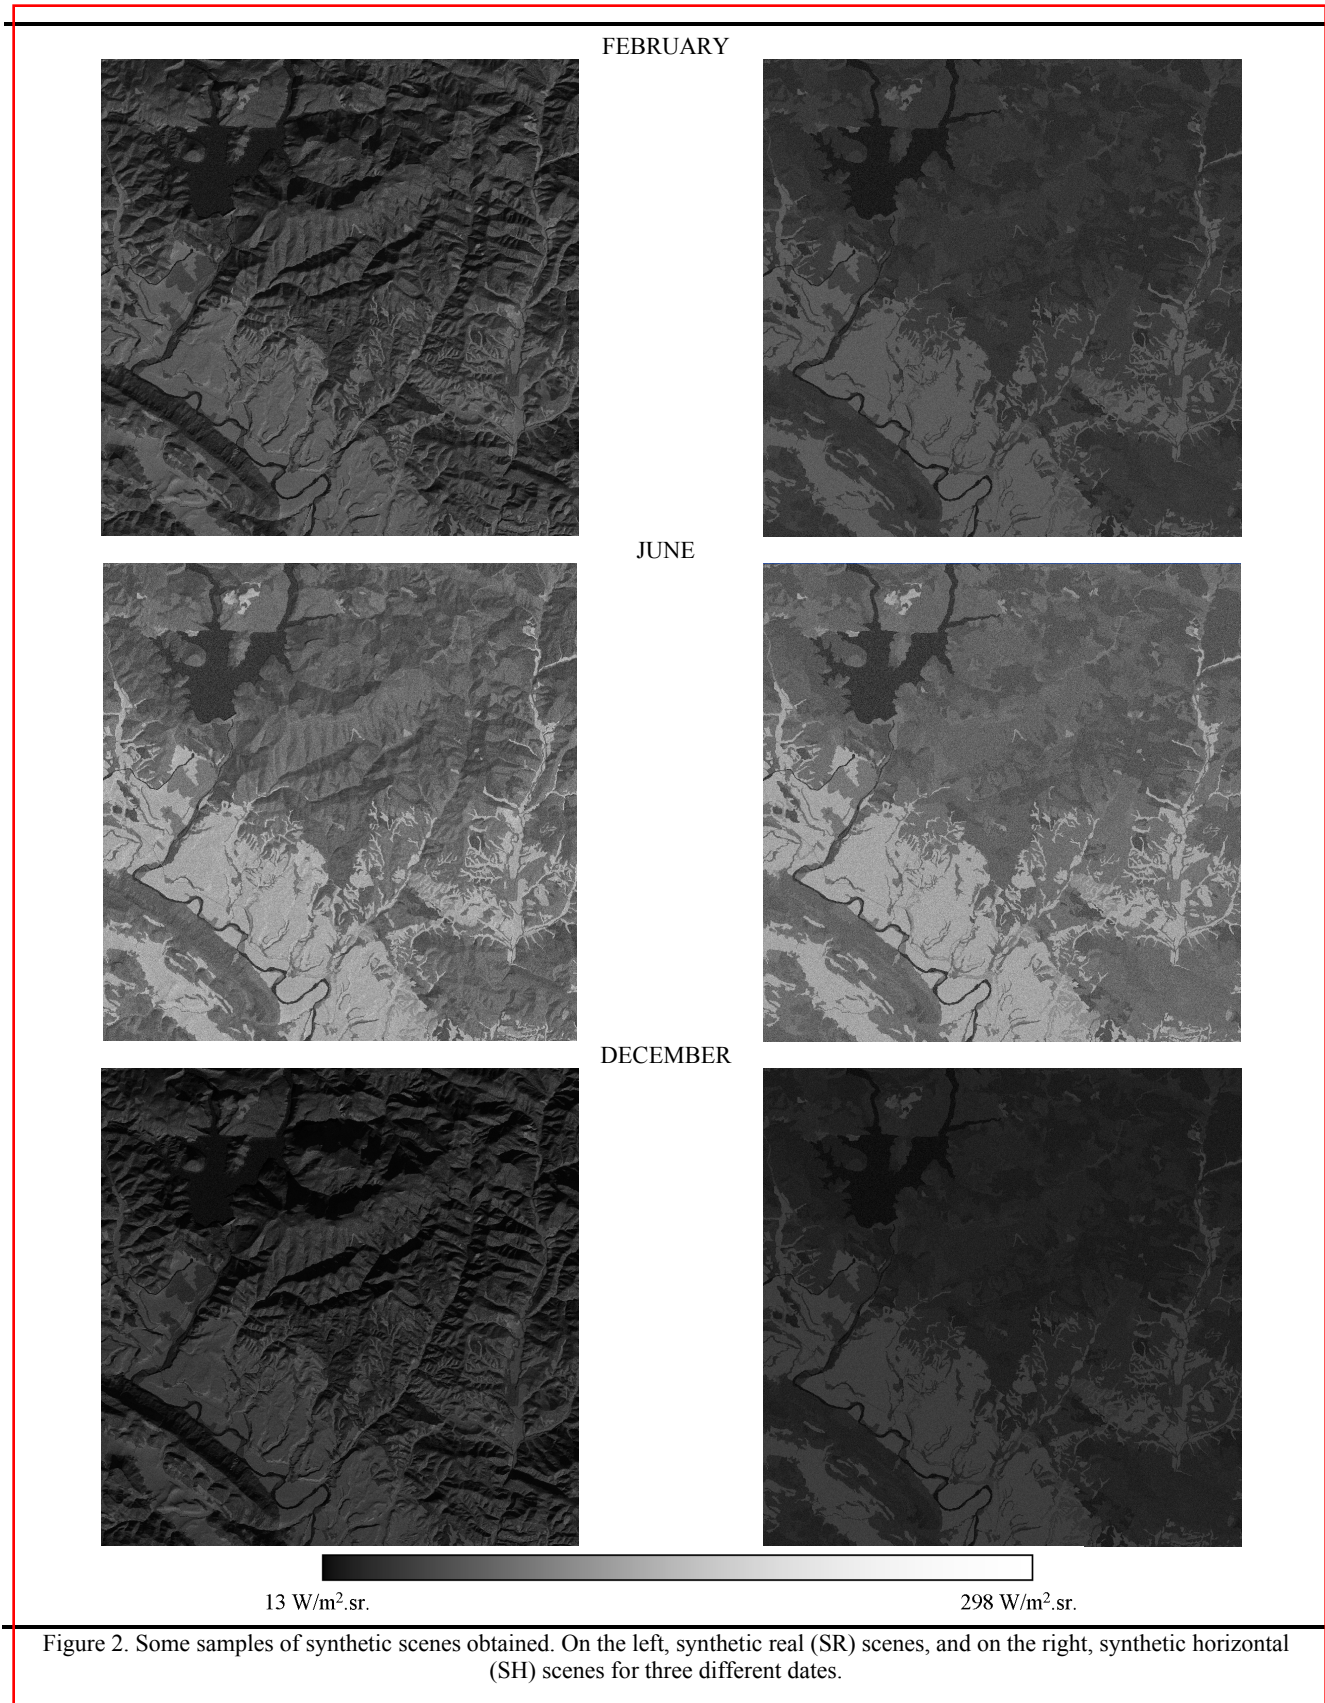 FEBRUARY
JUNE
DECEMBER
13 W/m².sr.
298 W/m².sr.
Figure 2. Some samples of synthetic scenes obtained. On the left, synthetic real (SR) scenes, and on the right, synthetic horizontal
(SH) scenes for three different dates.